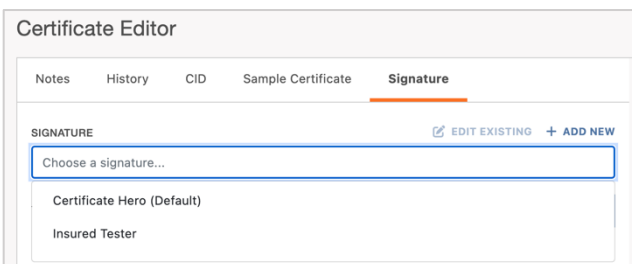 Certificate Editor
Notes History CID Sample Certificate Signature
SIGNATURE EDIT EXISTING + ADD NEW
Choose a signature...
Certificate Hero (Default)
Insured Tester